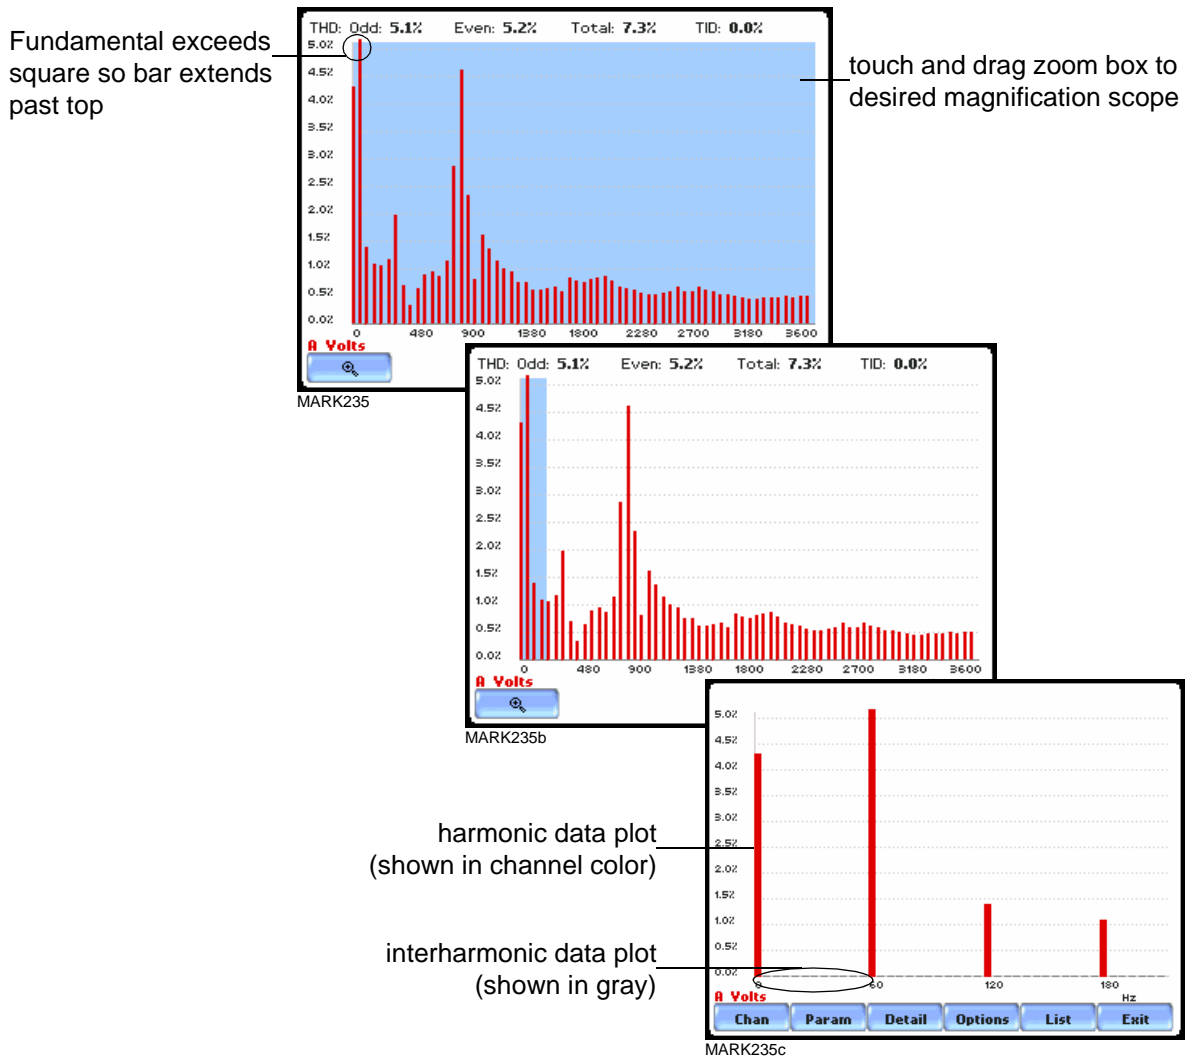 Fundamental exceeds
square so bar extends
past top
THD: Odd: 5.1% Even: 5.2% Total: 7.3% TID: 0.0%
5.0%
4.5%
4.0%
3.5%
3.0%
2.5%
2.0%
1.5%
1.0%
0.5%
0.0%
0 480 900 1380 1800 2280 2700 3180 3600
A Volts
MARK235
touch and drag zoom box to
desired magnification scope
THD: Odd: 5.1% Even: 5.2% Total: 7.3% TID: 0.0%
5.0%
4.5%
4.0%
3.5%
3.0%
2.5%
2.0%
1.5%
1.0%
0.5%
0.0%
0 480 900 1380 1800 2280 2700 3180 3600
A Volts
MARK235b
harmonic data plot
(shown in channel color)
interharmonic data plot
(shown in gray)
5.0%
4.5%
4.0%
3.5%
3.0%
2.5%
2.0%
1.5%
1.0%
0.5%
0.0%
0 60 120 180
Hz
A Volts
Chan Param Detail Options List Exit
MARK235c